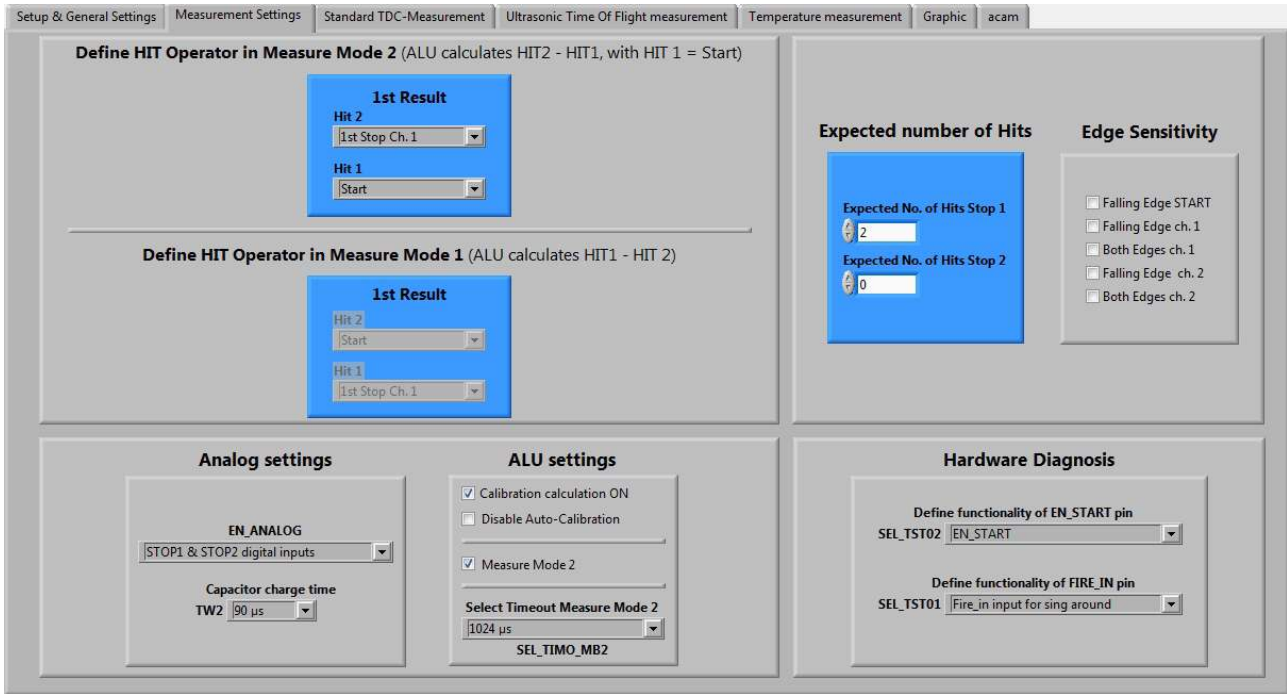 Setup & General Settings Measurement Settings Standard TDC-Measurement Ultrasonic Time Of Flight measurement Temperature measurement Graphic acam
Define HIT Operator in Measure Mode 2 (ALU calculates HIT2 - HIT1, with HIT 1 = Start)
1st Result
Hit 2
1st Stop Ch. 1
Hit 1
Start
Define HIT Operator in Measure Mode 1 (ALU calculates HIT1 - HIT 2)
1st Result
Hit 2
Start
Hit 1
1st Stop Ch. 1
Expected number of Hits
Expected No. of Hits Stop 1
2
Expected No. of Hits Stop 2
0
Edge Sensitivity
Falling Edge START
Falling Edge ch. 1
Both Edges ch. 1
Falling Edge ch. 2
Both Edges ch. 2
Analog settings
EN_ANALOG
STOP1 & STOP2 digital inputs
Capacitor charge time
TW2 90 µs
ALU settings
Calibration calculation ON
Disable Auto-Calibration
Measure Mode 2
Select Timeout Measure Mode 2
1024 µs
SEL_TIMO_MB2
Hardware Diagnosis
Define functionality of EN_START pin
SEL_TST02 EN_START
Define functionality of FIRE_IN pin
SEL_TST01 Fire_in input for sing around